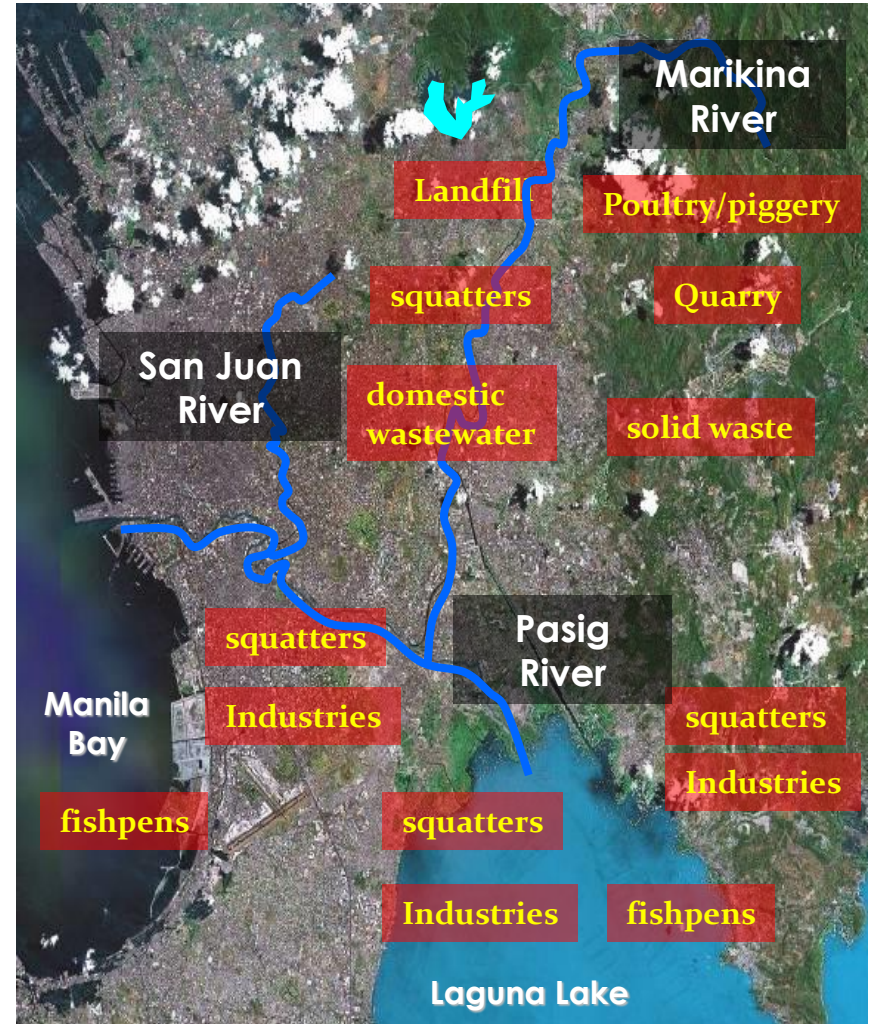 Marikina
River
Landfill
Poultry/piggery
squatters
Quarry
San Juan
River
domestic
wastewater
solid waste
squatters
Pasig
River
Manila
Bay
Industries
squatters
Industries
fishpens
squatters
Industries
fishpens
Laguna Lake